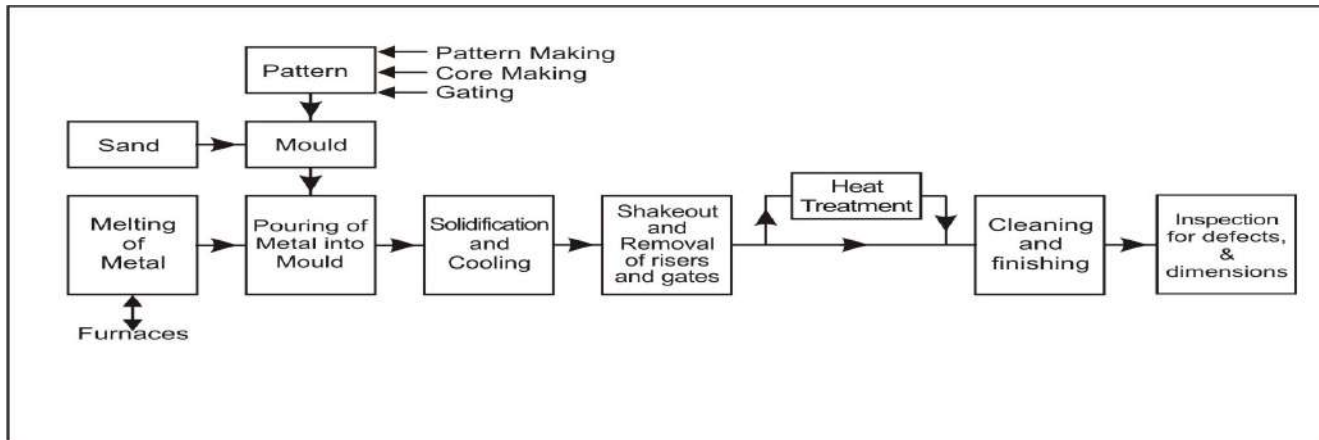 Pattern
Pattern Making
Core Making
Gating
Sand
Mould
Melting
of
Metal
Furnaces
Pouring of
Metal into
Mould
Solidification
and
Cooling
Shakeout
and
Removal
of risers
and gates
Heat
Treatment
Cleaning
and
finishing
Inspection
for defects,
&
dimensions